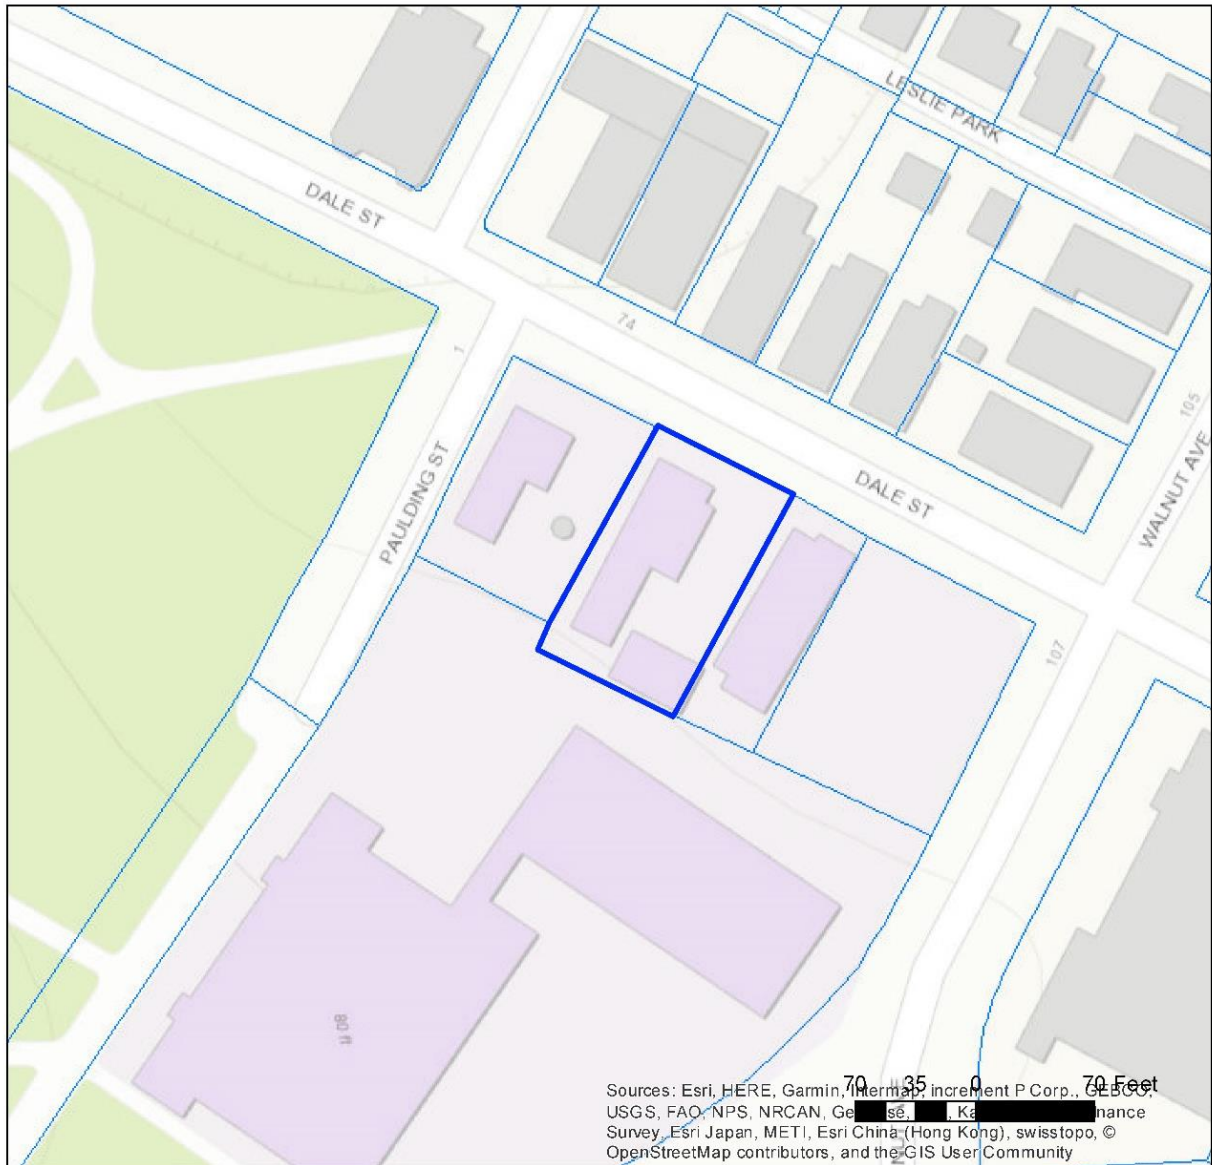 LESLIE PARK
DALE ST
74
1
105
PAULDING ST
DALE ST
WALNUT AVE
107
80 ft
70 35 0 70 Feet
Sources: Esri, HERE, Garmin, Intermap, increment P Corp., GEBCO,
USGS, FAO, NPS, NRCAN,
Survey, Esri Japan, METI, Esri China (Hong Kong), swisstopo, ©
OpenStreetMap contributors, and the GIS User Community